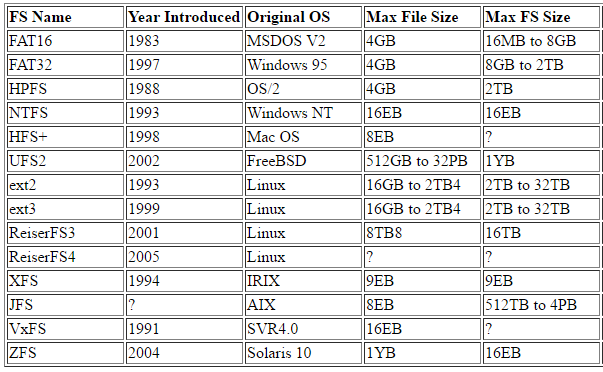 FS Name Year Introduced Original OS Max File Size Max FS Size
FAT16 1983 MSDOS V2 4GB 16MB to 8GB
FAT32 1997 Windows 95 4GB 8GB to 2TB
HPFS 1988 OS/2 4GB 2TB
NTFS 1993 Windows NT 16EB 16EB
HFS+ 1998 Mac OS 8EB ?
UFS2 2002 FreeBSD 512GB to 32PB 1YB
ext2 1993 Linux 16GB to 2TB4 2TB to 32TB
ext3 1999 Linux 16GB to 2TB4 2TB to 32TB
ReiserFS3 2001 Linux 8TB8 16TB
ReiserFS4 2005 Linux ? ?
XFS 1994 IRIX 9EB 9EB
JFS ? AIX 8EB 512TB to 4PB
VxFS 1991 SVR4.0 16EB ?
ZFS 2004 Solaris 10 1YB 16EB